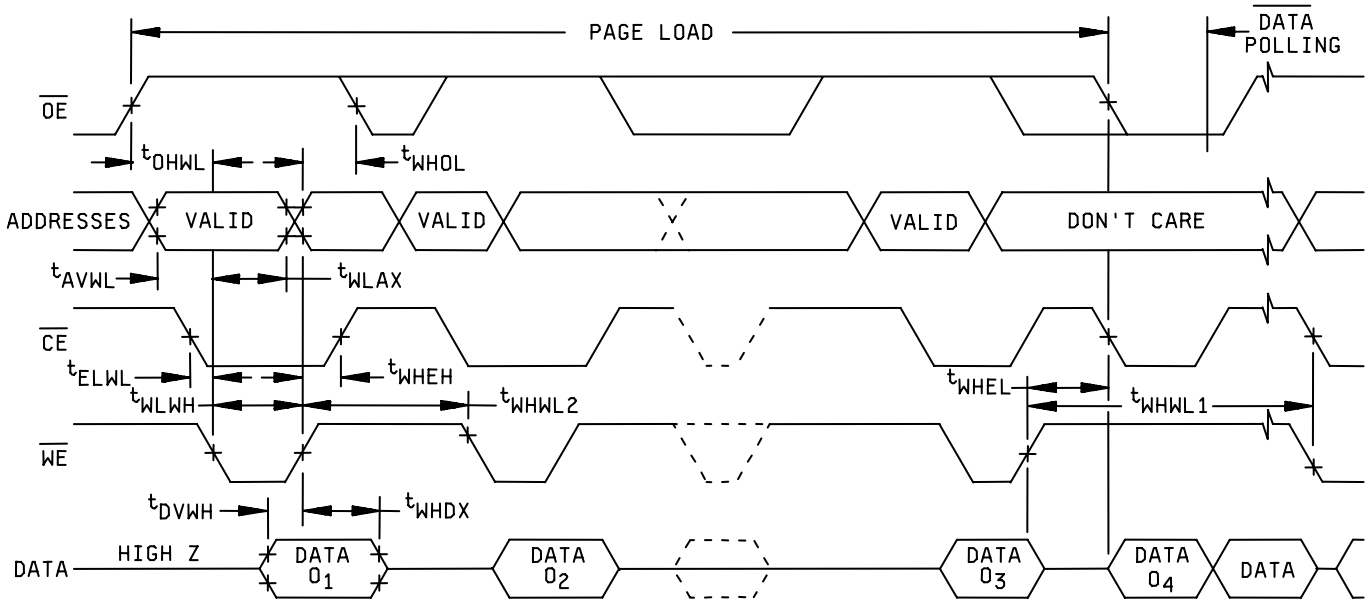 PAGE LOAD
DATA
POLLING
OE
tOHWL
tWHOL
ADDRESSES
VALID
VALID
VALID
DON'T CARE
tAVWL
tWLAX
CE
tELWL
tWHEH
tWHEL
tWLWH
tWHWL2
tWHWL1
WE
tDVWH
tWHDX
DATA
HIGH Z
DATA
O1
DATA
O2
DATA
O3
DATA
O4
DATA